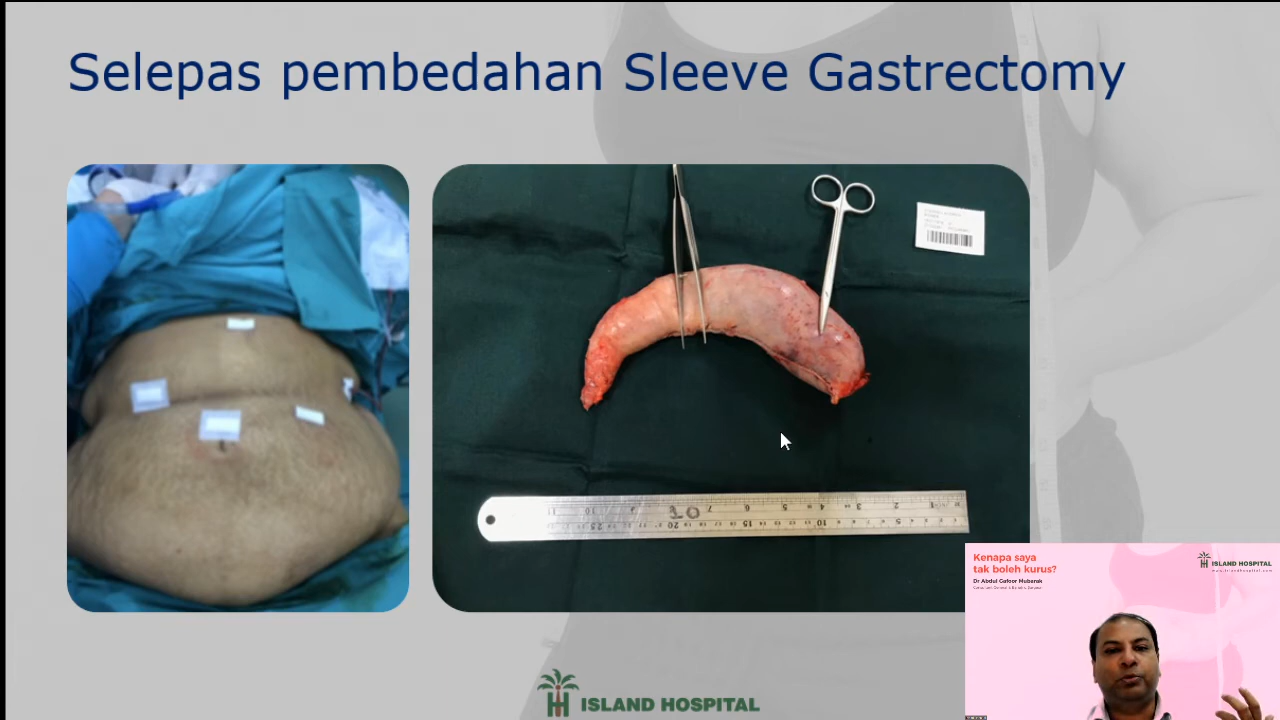 Selepas pembedahan Sleeve Gastrectomy
Kenapa saya
tak boleh kurus?
Dr Abdul Gafoor Mubarak
ISLAND HOSPITAL
ISLAND HOSPITAL